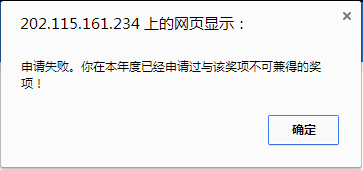 202.115.161.234 上的网页显示：
申请失败。你在本年度已经申请过与该奖项不可兼得的奖
项！
确定